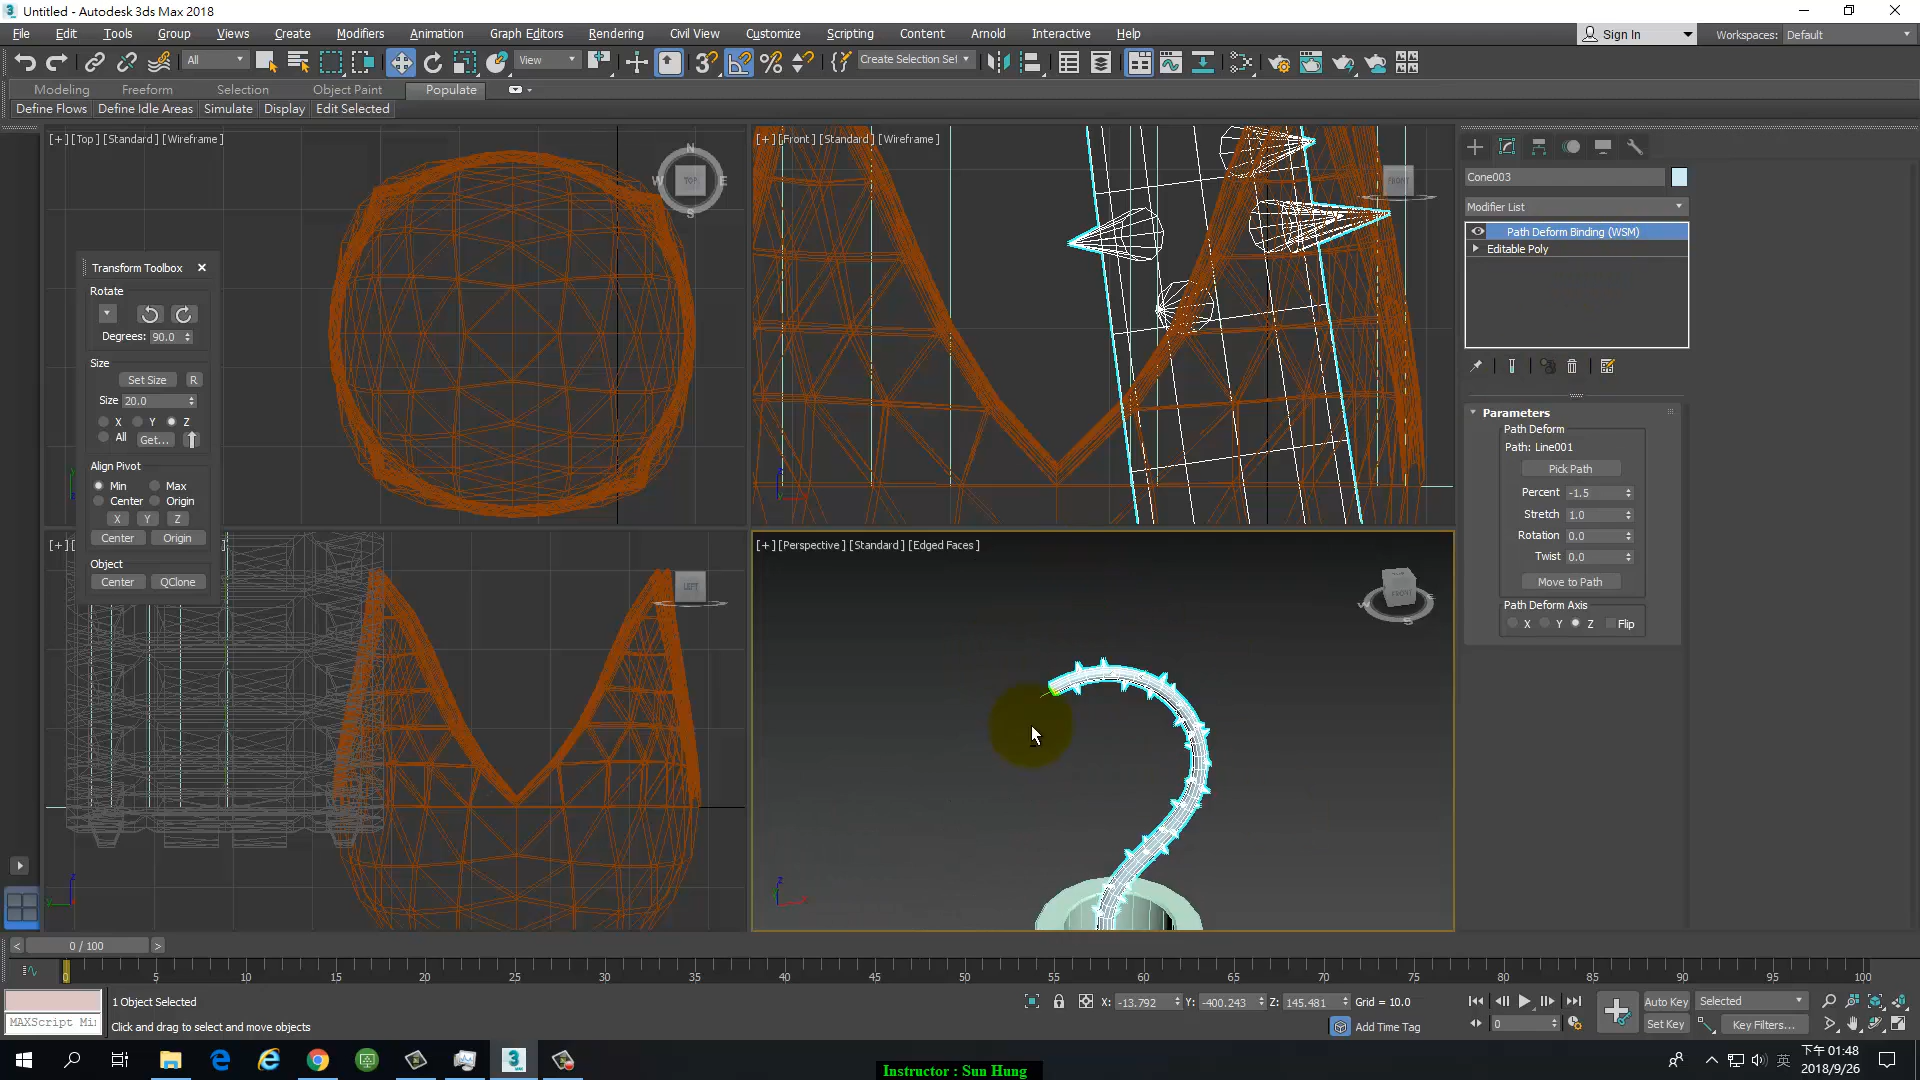 Untitled - Autodesk 3ds Max 2018
File Edit Tools Group Views Create Modifiers Animation Graph Editors Rendering Civil View Customize Scripting Content Arnold Interactive Help
Sign In Workspaces: Default
All View Create Selection Set
Modeling Freeform Selection Object Paint Populate
Define Flows Define Idle Areas Simulate Display Edit Selected
[+] [Top] [Standard] [Wireframe]
N
W TOP E
S
[+] [Front] [Standard] [Wireframe]
FRONT
Cone003
Modifier List
Path Deform Binding (WSM)
Editable Poly
Transform Toolbox
Rotate
Degrees: 90.0
Size
Set Size R
Size 20.0
X Y Z
All Get...
Align Pivot
Min Max
Center Origin
X Y Z
Center Origin
Object
Center QClone
[+]
LEFT
[+] [Perspective] [Standard] [Edged Faces]
FRONT
W
S
Parameters
Path Deform
Path: Line001
Pick Path
Percent -1.5
Stretch 1.0
Rotation 0.0
Twist 0.0
Move to Path
Path Deform Axis
X Y Z Flip
< 0 / 100 >
0 5 10 15 20 25 30 35 40 45 50 55 60 65 70 75 80 85 90 95 100
1 Object Selected
X: -13.792 Y: -400.243 Z: 145.481 Grid = 10.0
Auto Key Selected
MAXScript Mi
Click and drag to select and move objects
Add Time Tag
0
Set Key Key Filters...
英
下午 01:48
2018/9/26
Instructor : Sun Hung